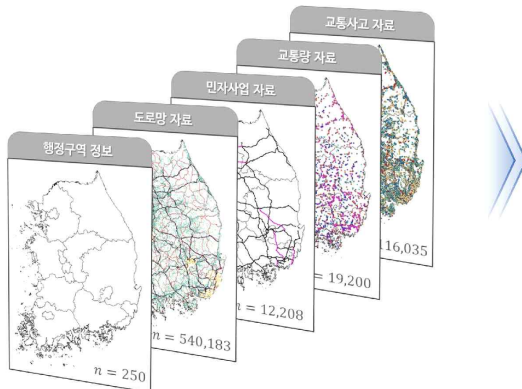 교통사고 자료
교통량 자료
민자사업 자료
도로망 자료
행정구역 정보
116,035
= 19,200
n = 12,208
n = 540,183
n = 250